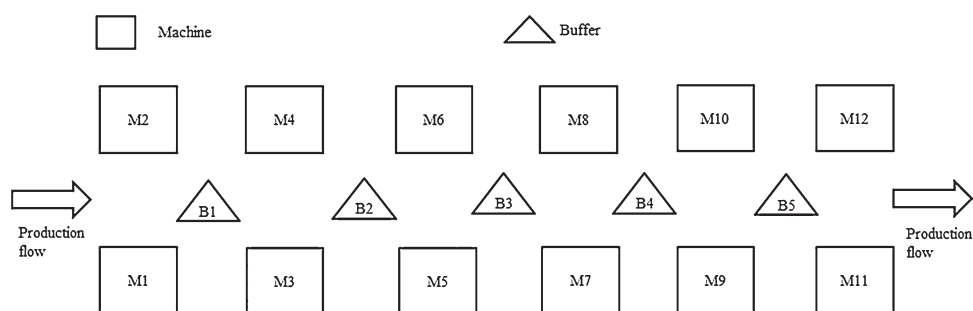 Machine
Buffer
M2
M4
M6
M8
M10
M12
B1
B2
B3
B4
B5
Production
flow
Production
flow
M1
M3
M5
M7
M9
M11